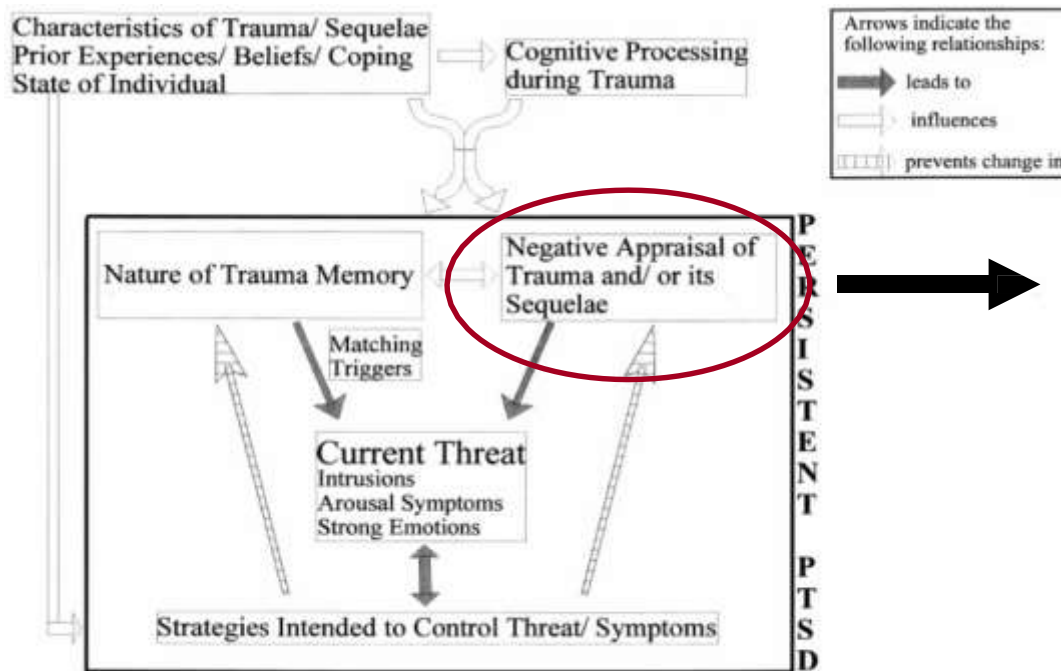 Characteristics of Trauma/ Sequelae
Prior Experiences/ Beliefs/ Coping
State of Individual
Cognitive Processing
during Trauma
Arrows indicate the
following relationships:
leads to
influences
prevents change in
Nature of Trauma Memory
Negative Appraisal of
Trauma and/ or its
Sequelae
Matching
Triggers
Current Threat
Intrusions
Arousal Symptoms
Strong Emotions
Strategies Intended to Control Threat/ Symptoms
PERSISTENT PTSD